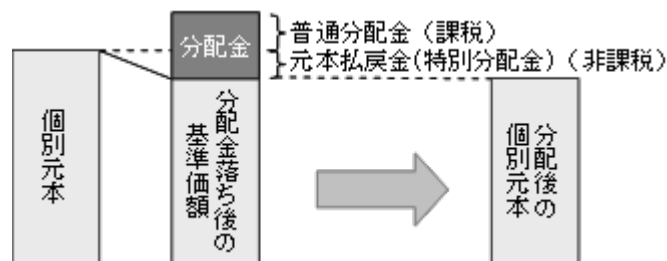 分配金
普通分配金（課税）
元本払戻金(特別分配金)（非課税）
個別元本
分配金落ち後の
基準価額
分配後の
個別元本